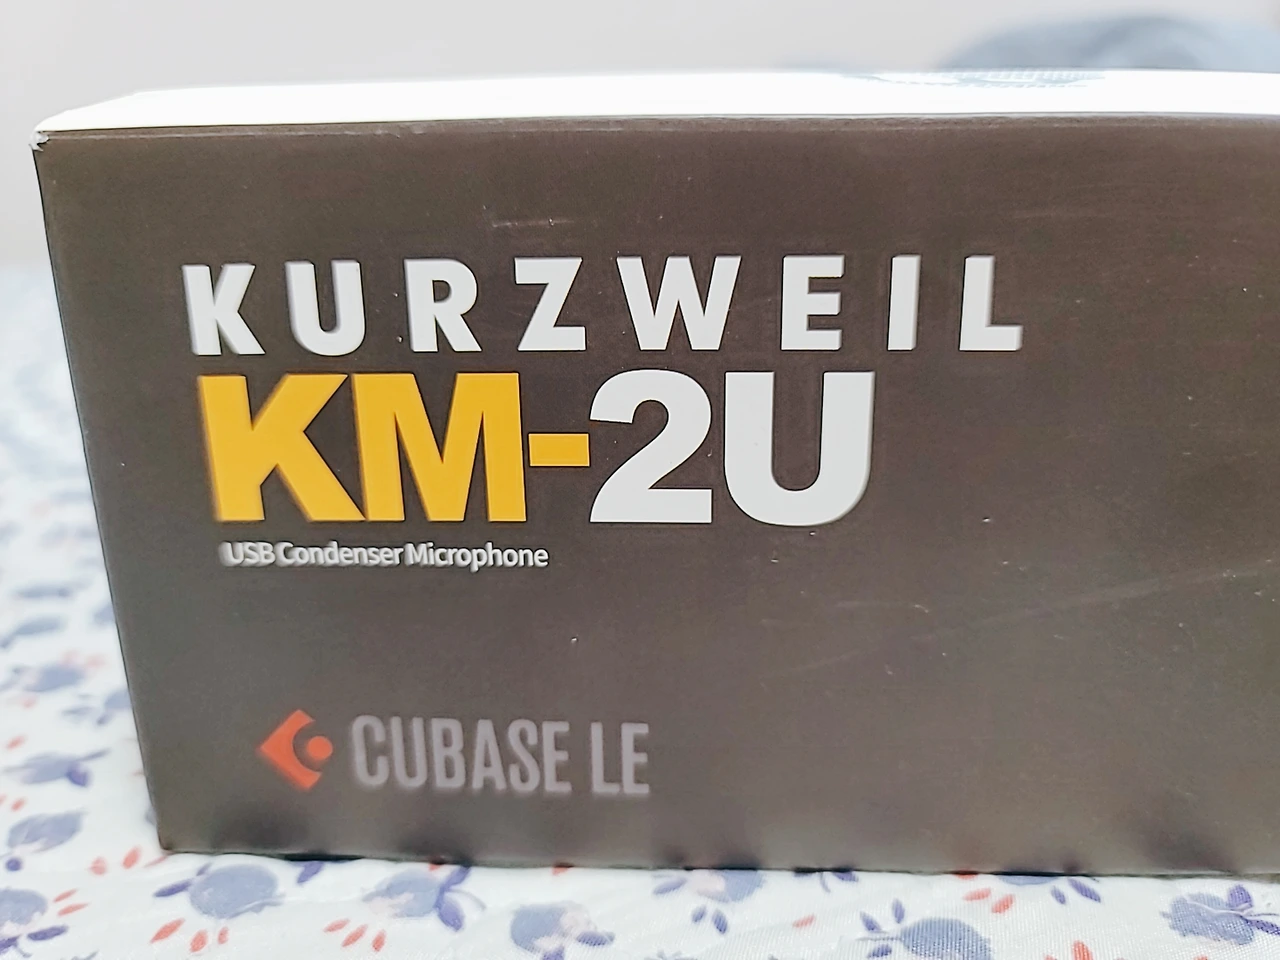 KURZWEIL
KM-2U
USB Condenser Microphone
CUBASE LE